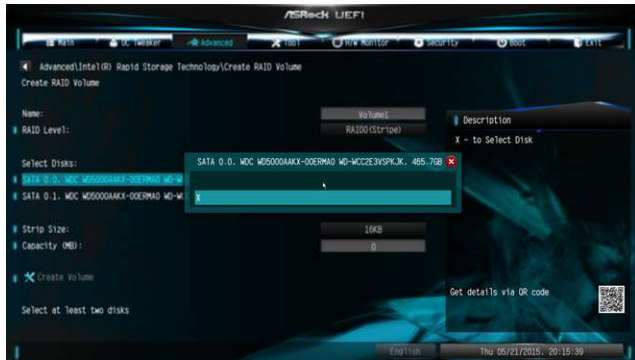 ASRock UEFI
Main OC Tweaker Advanced Tool H/W Monitor Security Boot Exit
Advanced\Intel(R) Rapid Storage Technology\Create RAID Volume
Create RAID Volume
Name: Volume1
RAID Level: RAID0(Stripe)
Select Disks:
SATA 0.0. WDC WD5000AAKX-00ERMA0 WD-W
SATA 0.1. WDC WD5000AAKX-00ERMA0 WD-W
SATA 0.0. WDC WD5000AAKX-00ERMA0 WD-WCC2E3VSPKJK. 465.7GB
X
Strip Size: 16KB
Capacity (MB): 0
Create Volume
Select at least two disks
Description
X - to Select Disk
Get details via QR code
English
Thu 05/21/2015. 20:15:39